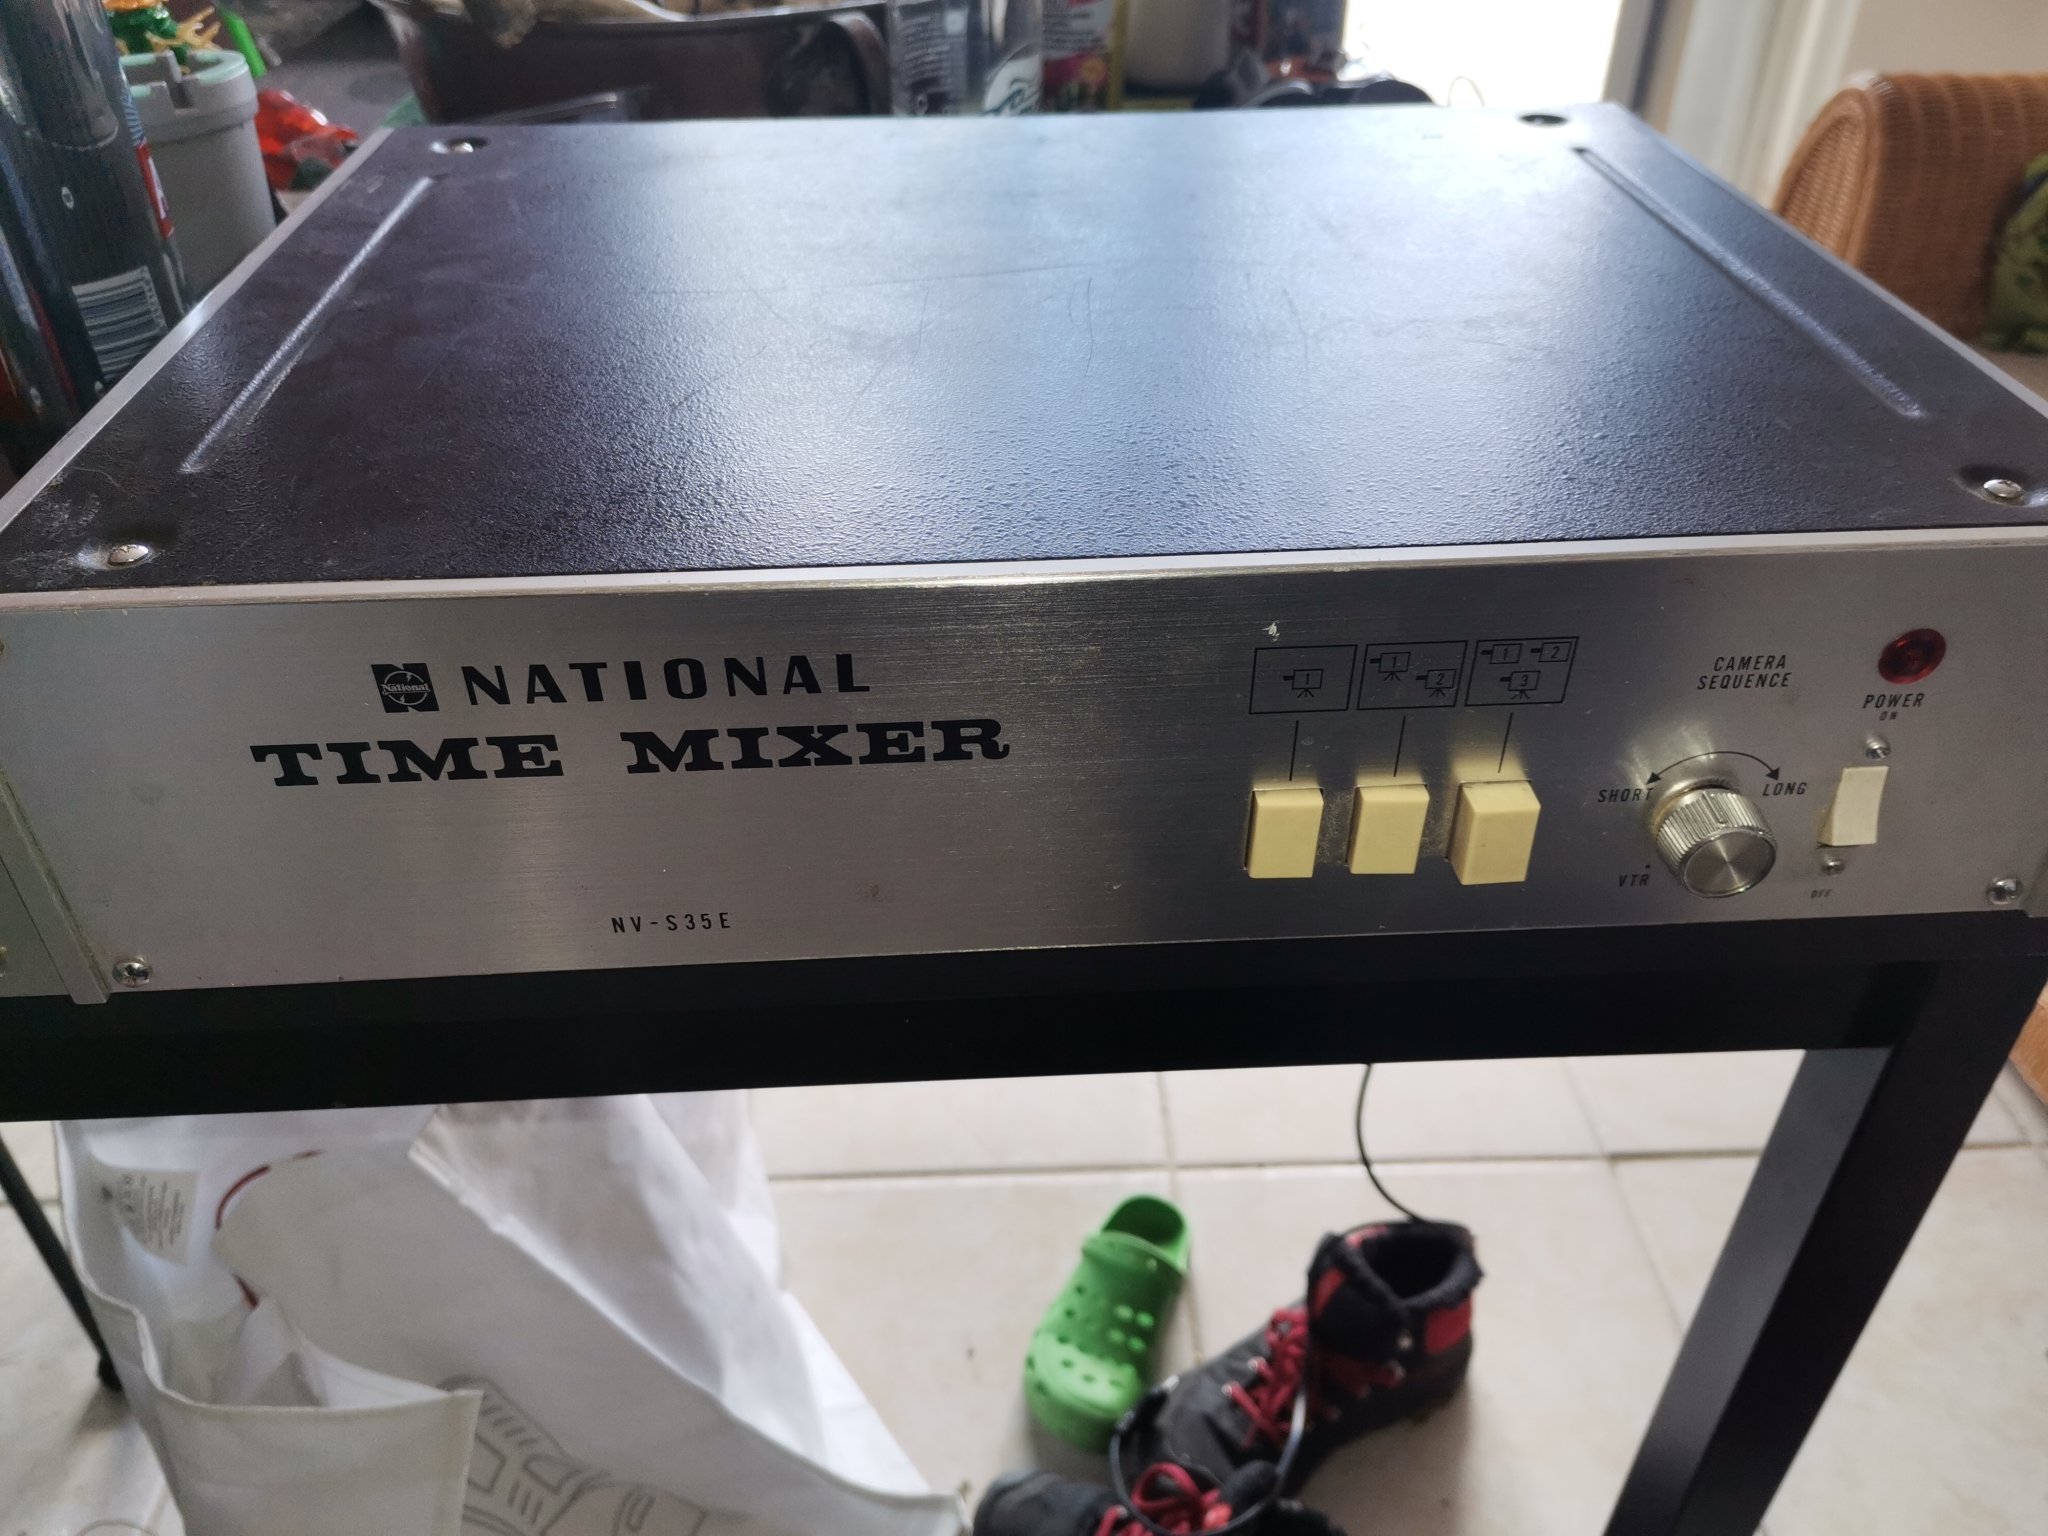 National NATIONAL
TIME MIXER
NV-S35E
1
1
2
1
2
3
CAMERA
SEQUENCE
SHORT
LONG
VTR
POWER
ON
OFF